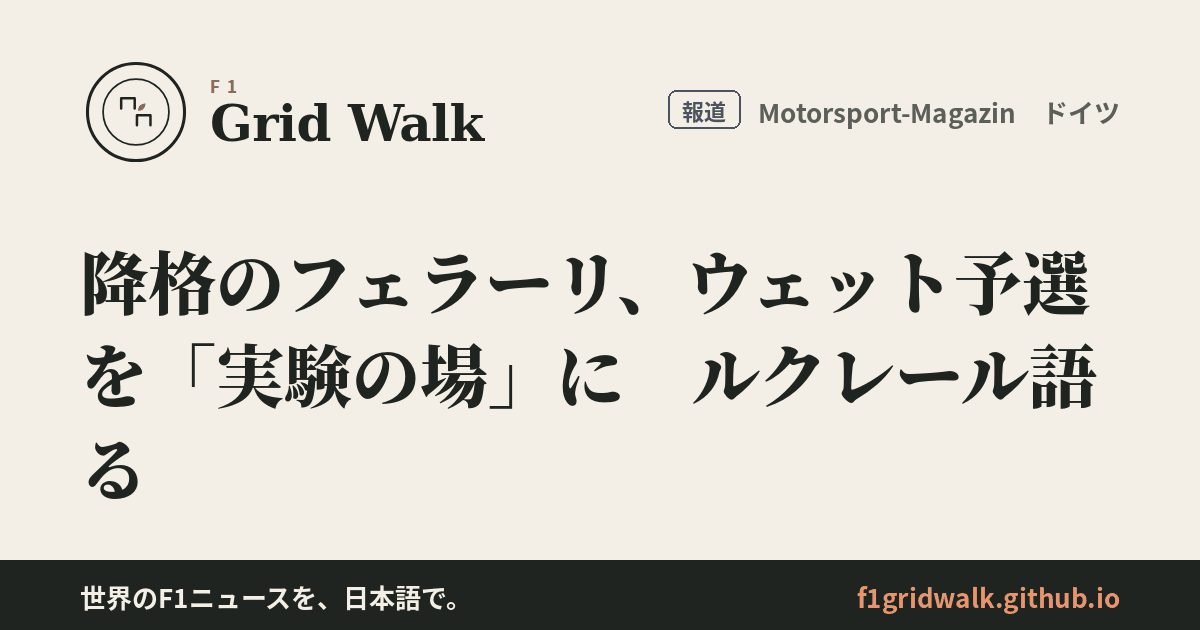 F1
Grid Walk
報道 Motorsport-Magazin ドイツ
降格のフェラーリ、ウェット予選
を「実験の場」に　ルクレール語
る
世界のF1ニュースを、日本語で。
f1gridwalk.github.io